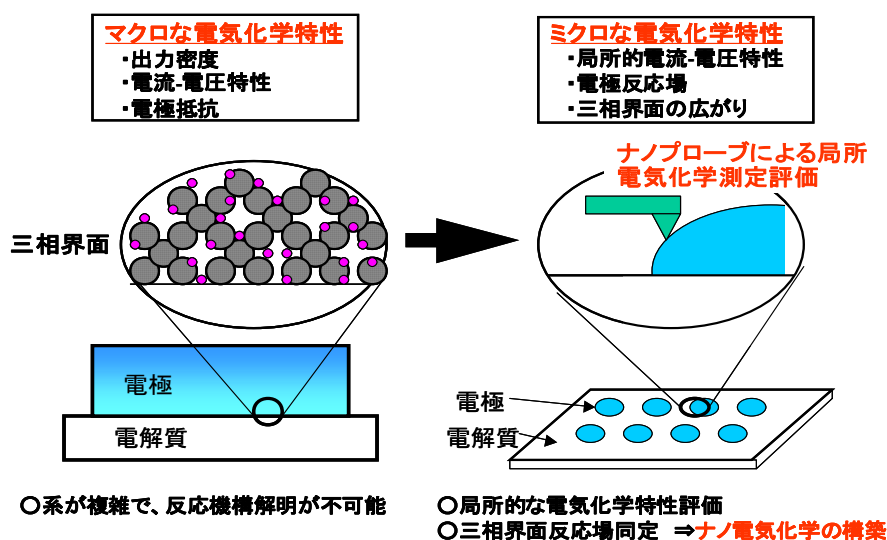 マクロな電気化学特性
・出力密度
・電流-電圧特性
・電極抵抗
ミクロな電気化学特性
・局所的電流-電圧特性
・電極反応場
・三相界面の広がり
ナノプローブによる局所
電気化学測定評価
三相界面
電極
電解質
電極
電解質
〇系が複雑で、反応機構解明が不可能
〇局所的な電気化学特性評価
〇三相界面反応場同定 ⇒ナノ電気化学の構築